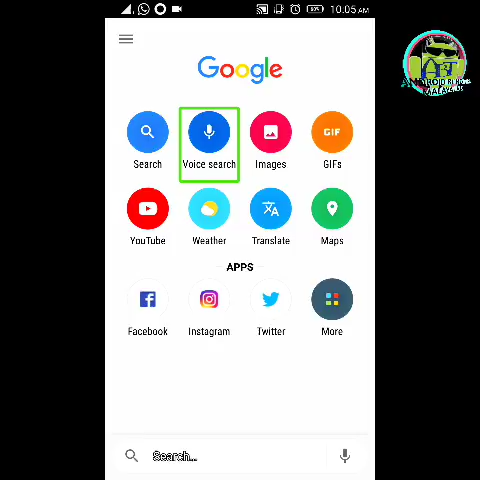 10.05 AM
Google
GIF
Search
Voice search
Images
GIFs
YouTube
Weather
Translate
Maps
APPS
Facebook
Instagram
Twitter
More
Search...